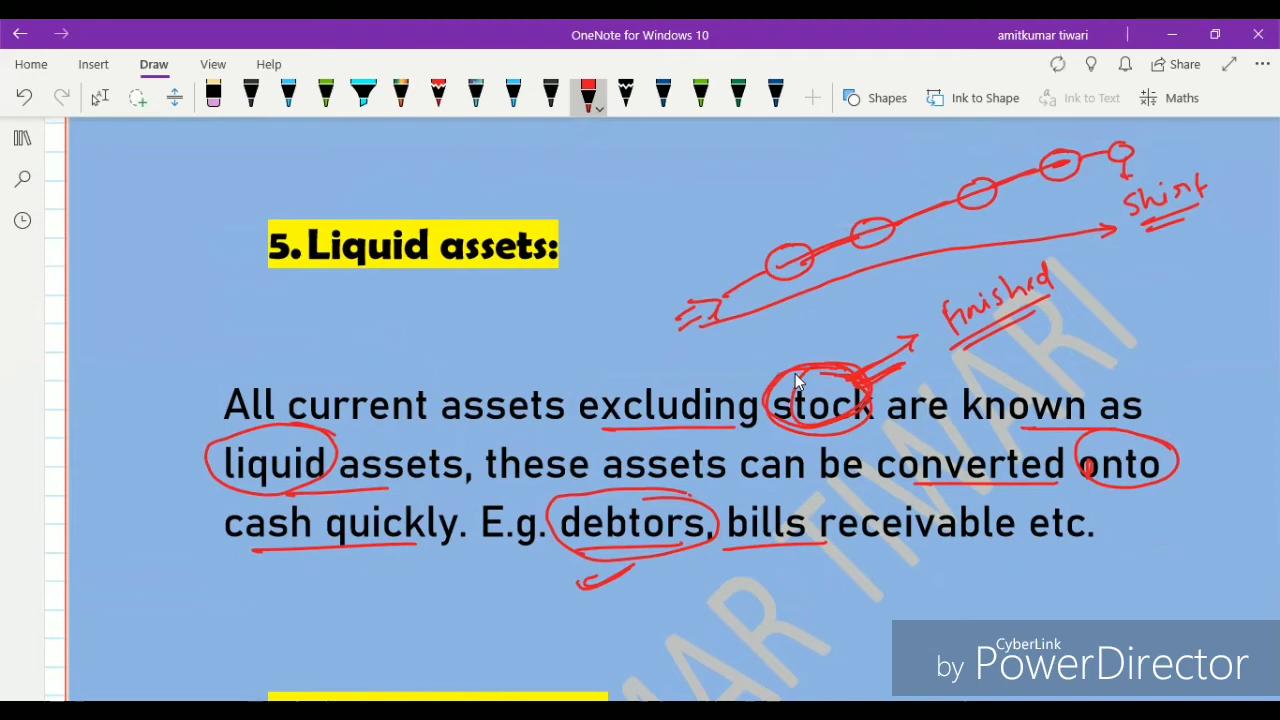 OneNote for Windows 10
amitkumar tiwari
Home Insert Draw View Help
Share
Shapes Ink to Shape Ink to Text Maths
shirt
5. Liquid assets:
finished
All current assets excluding stock are known as
liquid assets, these assets can be converted onto
cash quickly. E.g. debtors, bills receivable etc.
MAR TIWARI
CyberLink
by PowerDirector